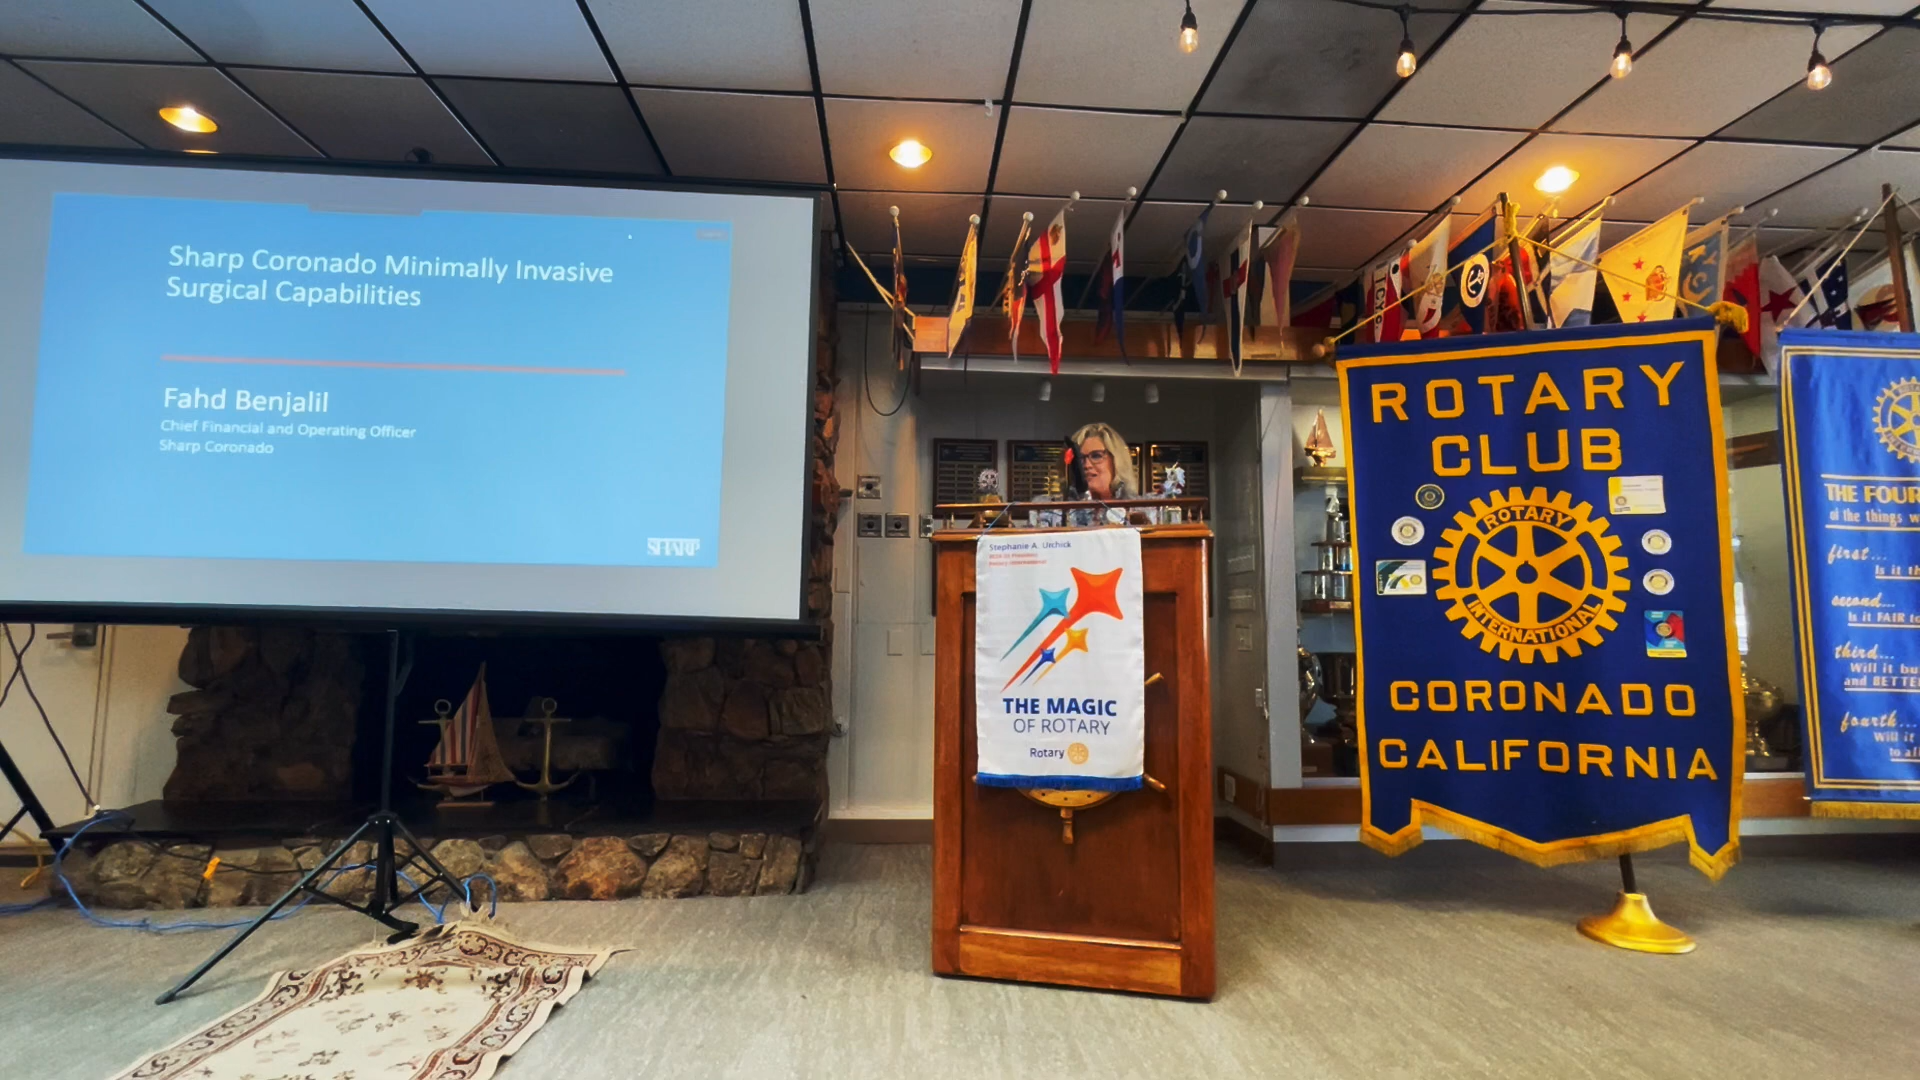 Sharp Coronado Minimally Invasive
Surgical Capabilities
Fahd Benjalil
Chief Financial and Operating Officer
Sharp Coronado
SHARP
Stephanie A. Urchick
THE MAGIC
OF ROTARY
Rotary
ROTARY
CLUB
ROTARY
INTERNATIONAL
CORONADO
CALIFORNIA
THE FOUR
of the things w
first...
Is it th
second...
Is it FAIR to
third...
Will it bu
and BETTE
fourth...
Will it
to all